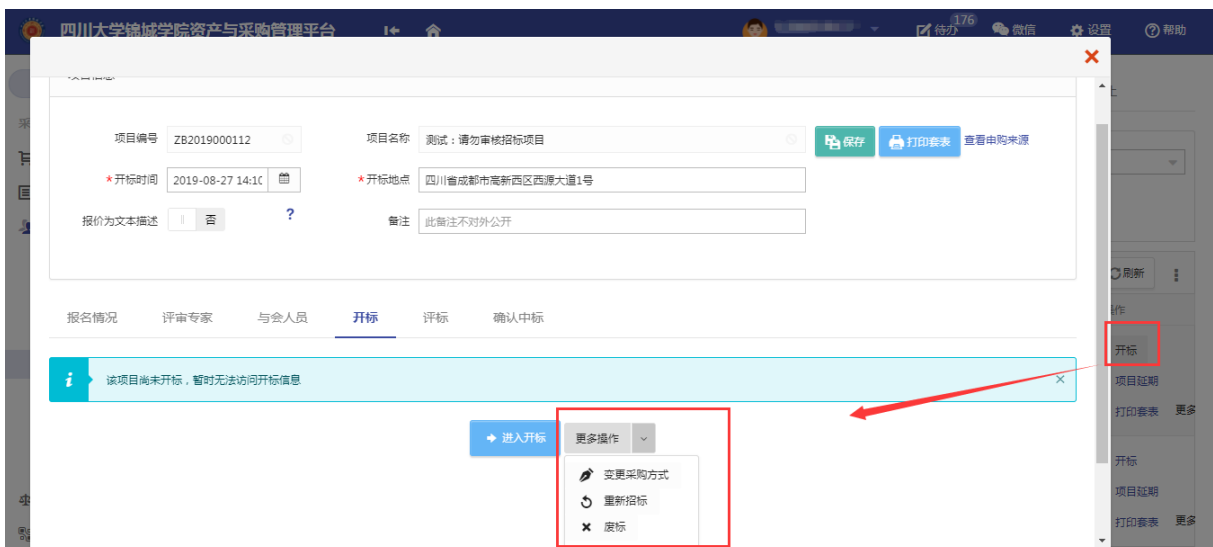 四川大学锦城学院资产与采购管理平台
待办 176 微信 设置 帮助
项目信息
项目编号 ZB2019000112 项目名称 测试：请勿审核招标项目 保存 打印套表 查看申购来源
*开标时间 2019-08-27 14:10 *开标地点 四川省成都市高新西区西源大道1号
报价为文本描述 否 ? 备注 此备注不对外公开
刷新
报名情况 评审专家 与会人员 开标 评标 确认中标
开标
i 该项目尚未开标，暂时无法访问开标信息 ×
项目延期
打印套表 更多
进入开标 更多操作
开标
变更采购方式
项目延期
重新招标
打印套表 更多
废标